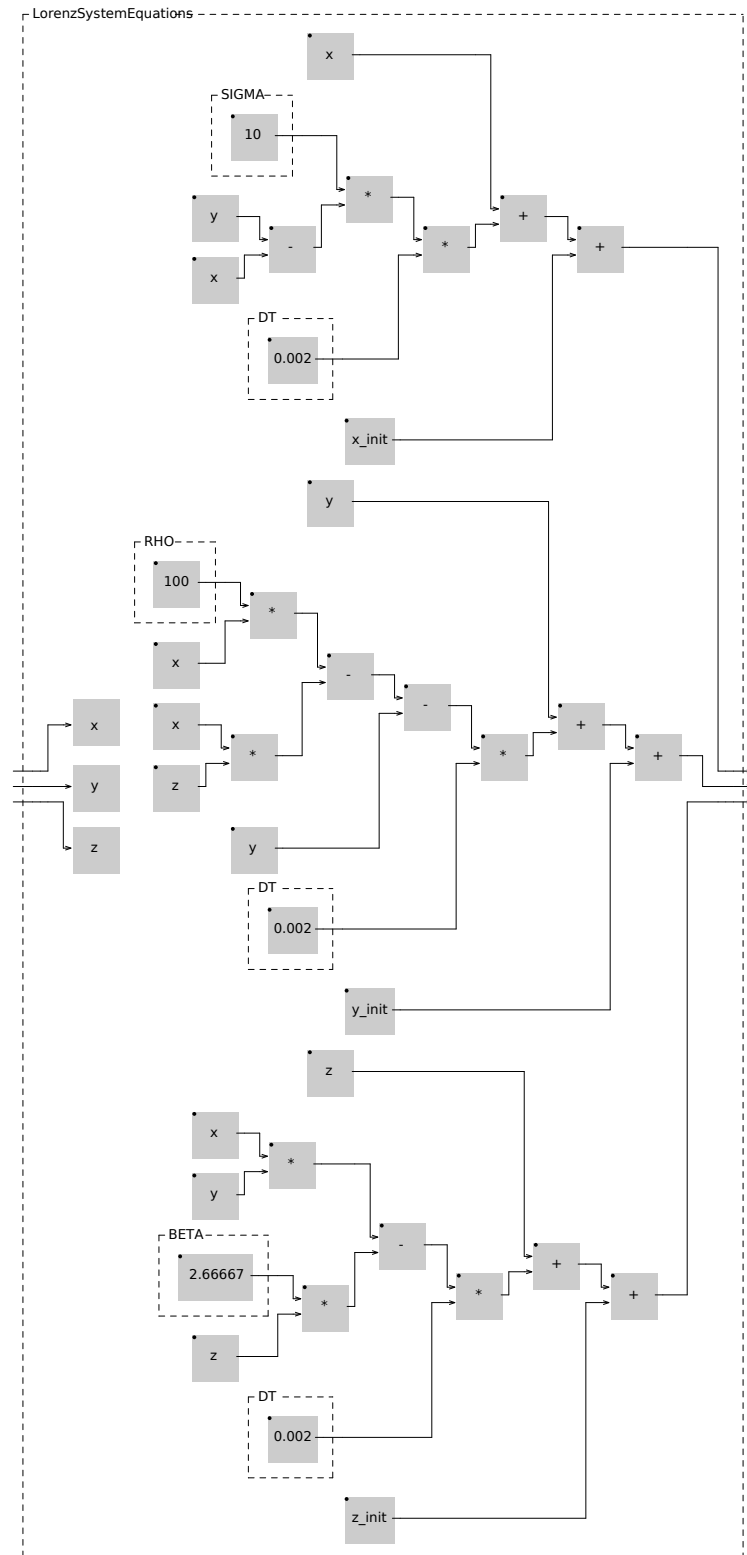 LorenzSystemEquations
x
SIGMA
10
*
y
+
-
*
+
x
DT
0.002
x_init
y
RHO
100
*
x
-
-
x
x
+
*
*
+
y
z
z
y
DT
0.002
y_init
z
x
*
y
BETA
-
2.66667
+
*
*
+
z
DT
0.002
z_init